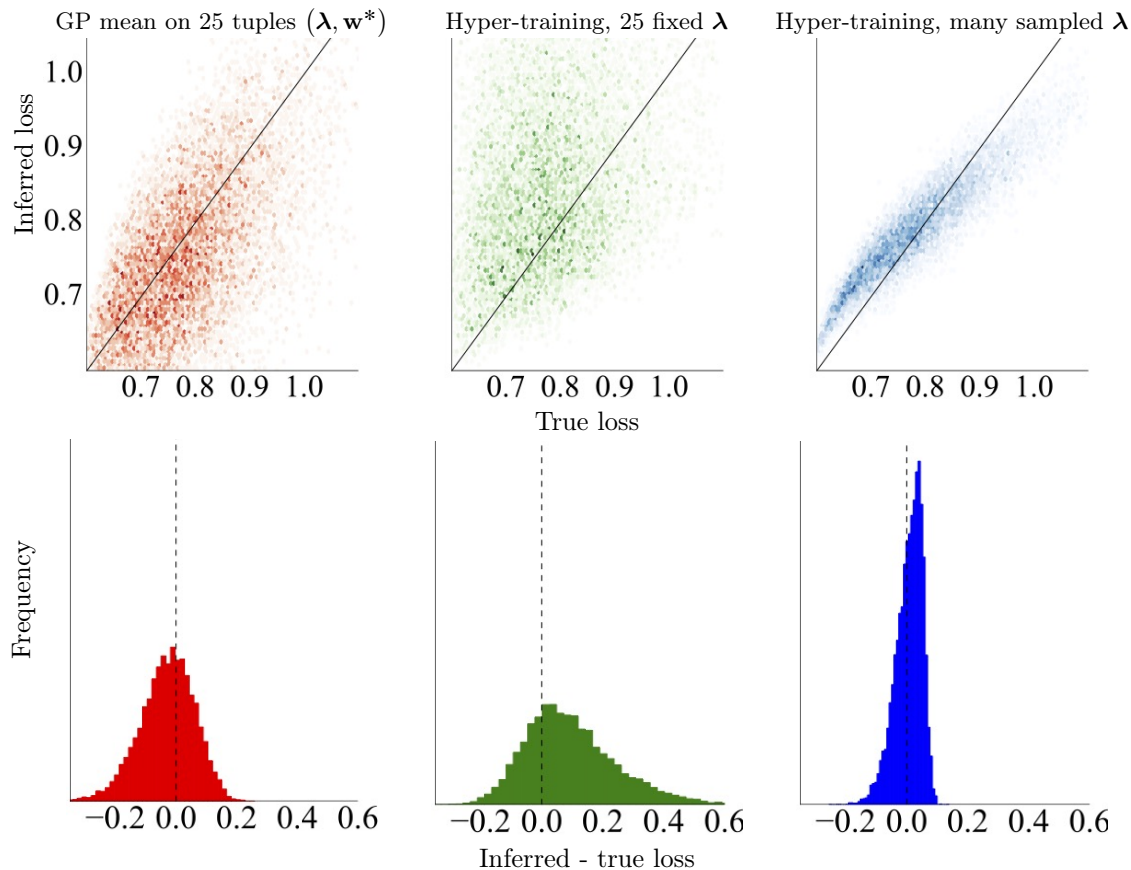 GP mean on 25 tuples (𝛌, 𝐰*)
Hyper-training, 25 fixed 𝛌
Hyper-training, many sampled 𝛌
Inferred loss
1.0
0.9
0.8
0.7
0.7 0.8 0.9 1.0
0.7 0.8 0.9 1.0
0.7 0.8 0.9 1.0
True loss
Frequency
−0.2 0.0 0.2 0.4 0.6
−0.2 0.0 0.2 0.4 0.6
−0.2 0.0 0.2 0.4 0.6
Inferred - true loss